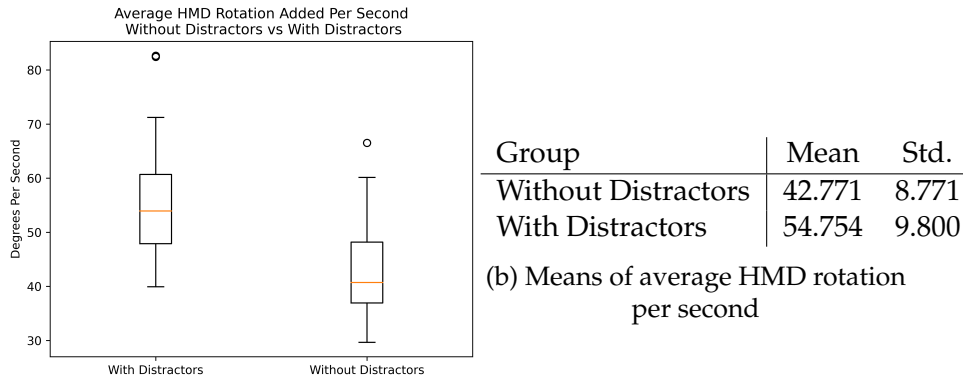 Average HMD Rotation Added Per Second
Without Distractors vs With Distractors
Degrees Per Second
80
70
60
50
40
30
With Distractors
Without Distractors
Group Mean Std.
Without Distractors 42.771 8.771
With Distractors 54.754 9.800
(b) Means of average HMD rotation
per second